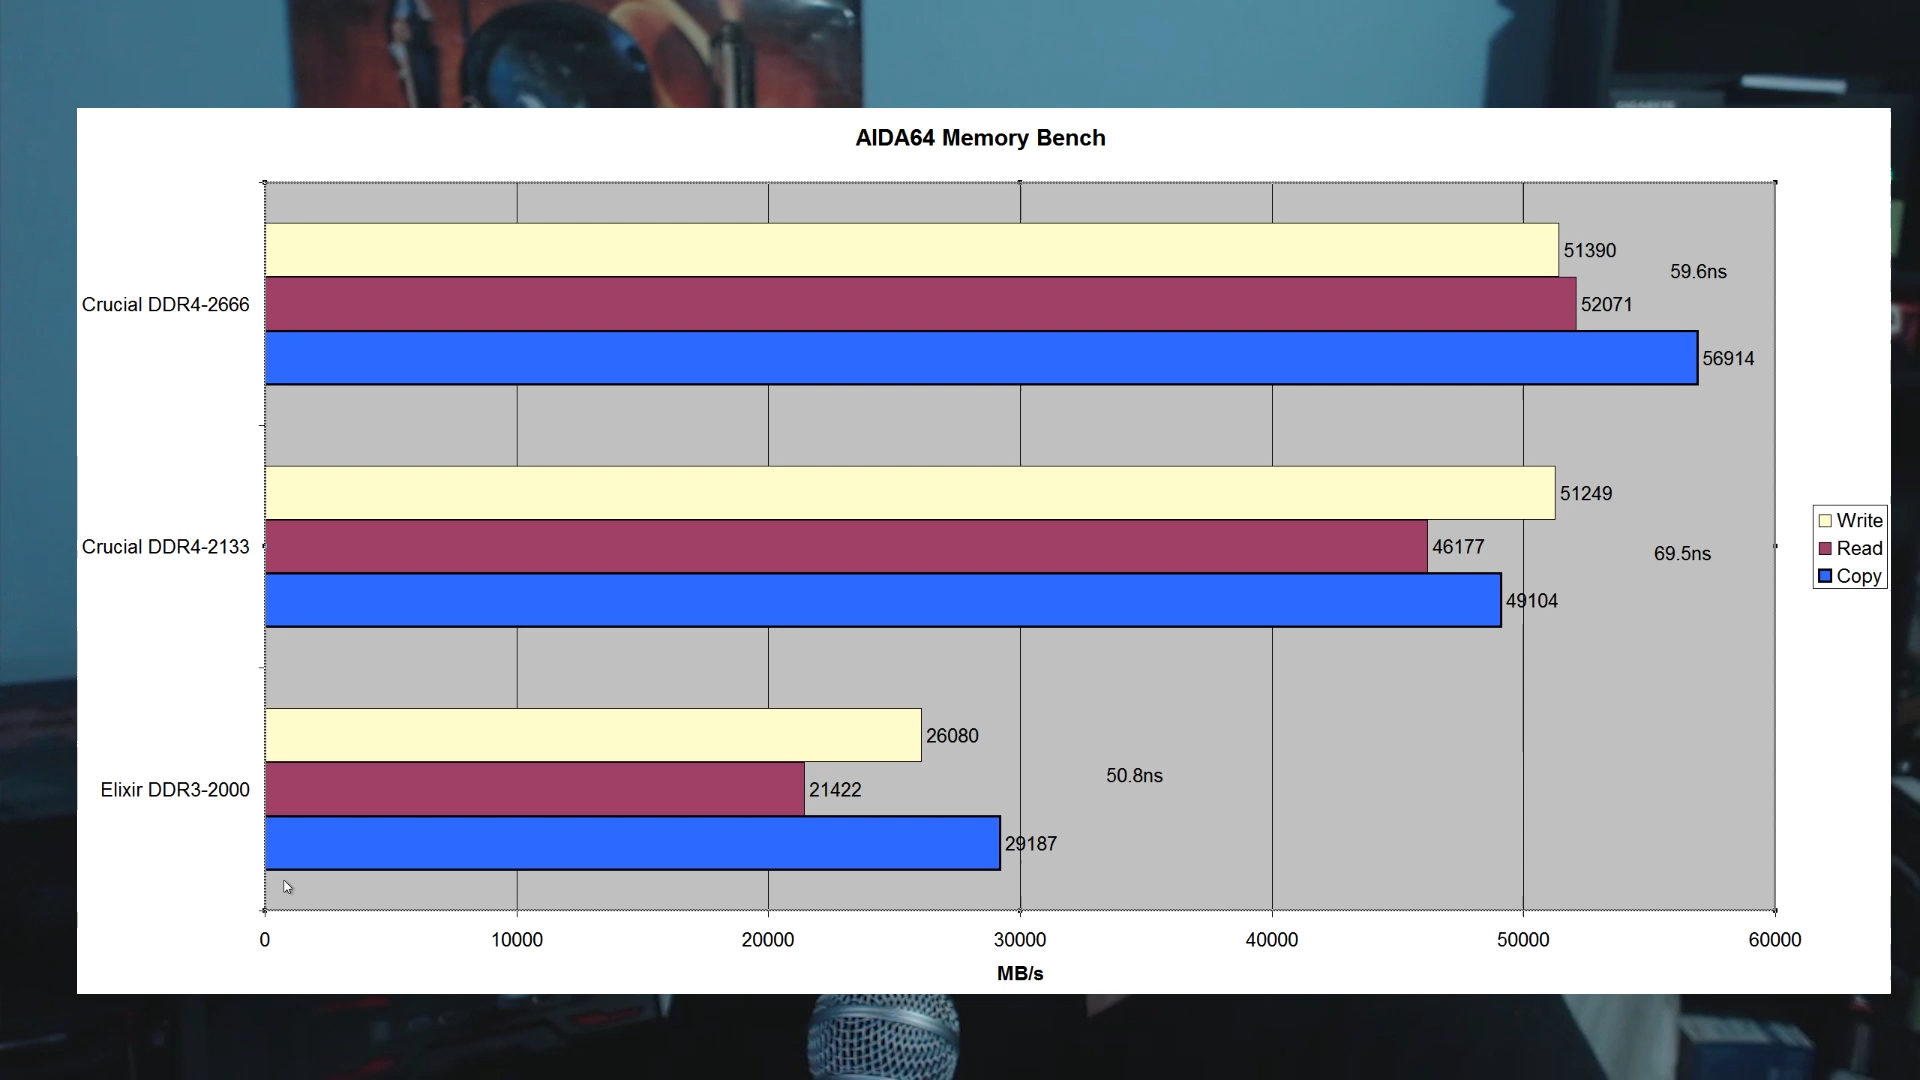 GIGABYTE
AIDA64 Memory Bench
51390
59.6ns
Crucial DDR4-2666
52071
56914
51249
Write
Crucial DDR4-2133
46177
69.5ns
Read
Copy
49104
26080
50.8ns
Elixir DDR3-2000
21422
29187
0 10000 20000 30000 40000 50000 60000
MB/s